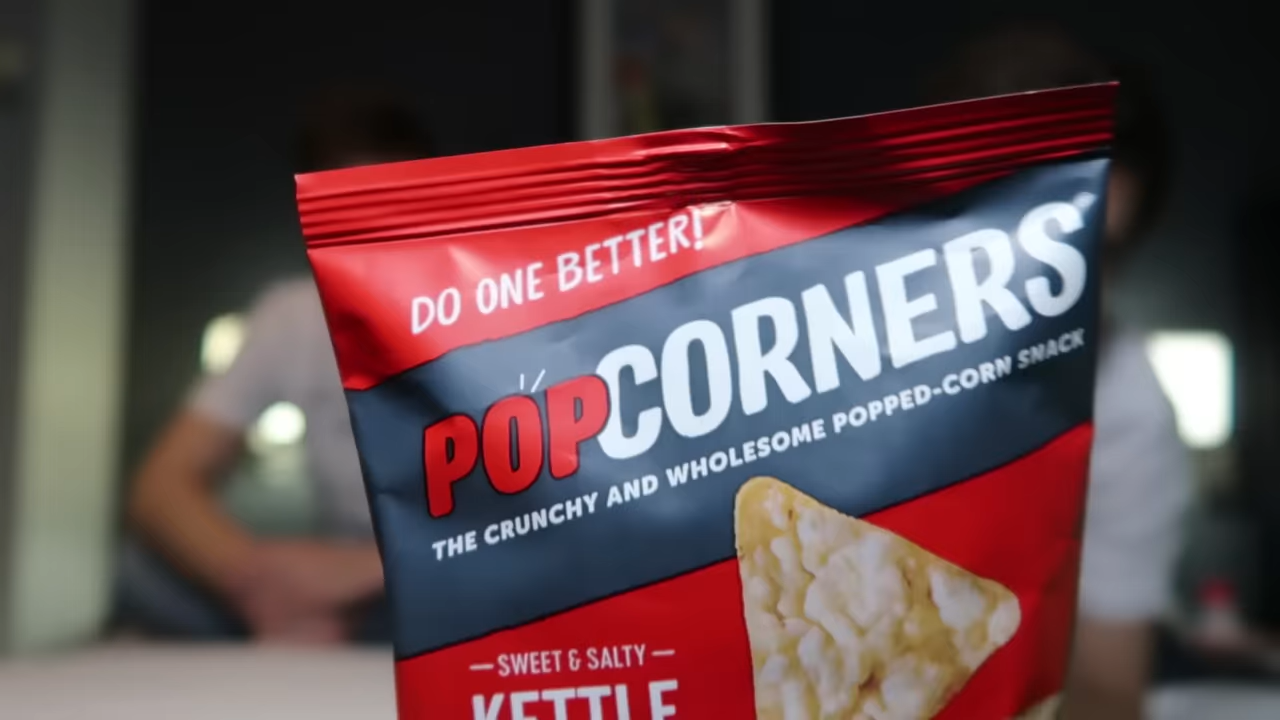 DO ONE BETTER!
POPCORNERS
THE CRUNCHY AND WHOLESOME POPPED-CORN SNACK
— SWEET & SALTY —
KETTLE